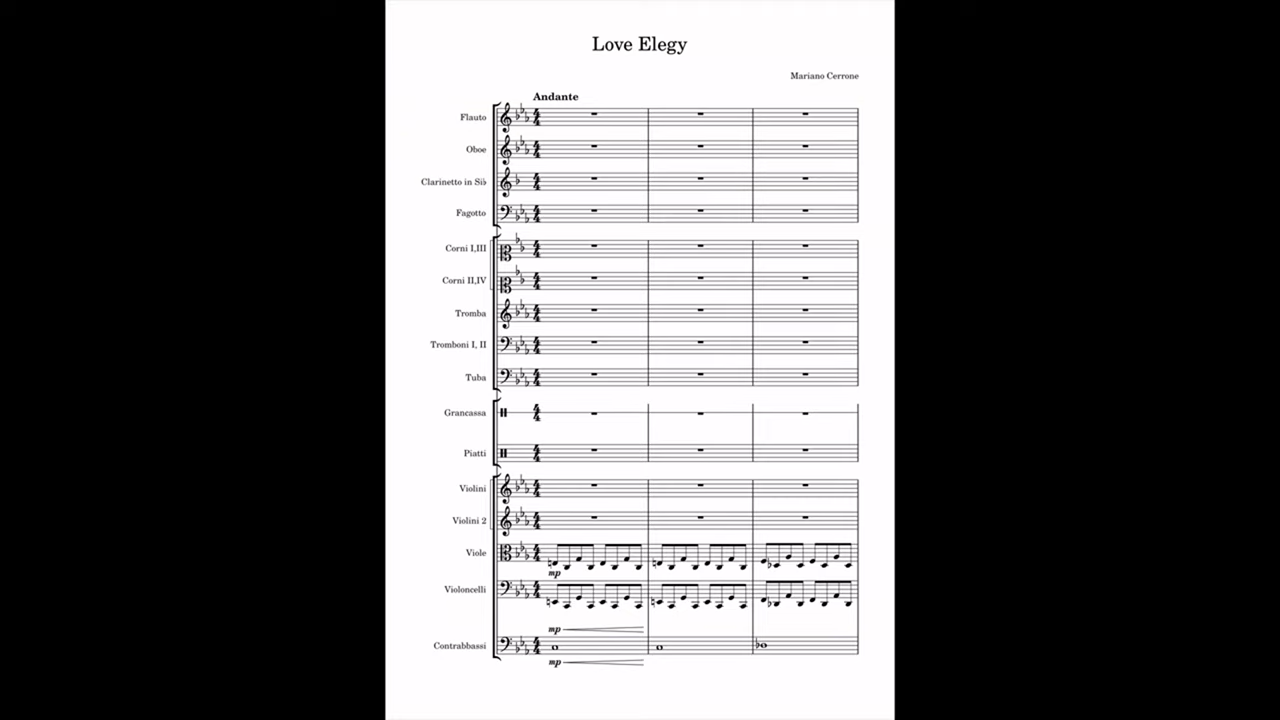 Love Elegy
Mariano Cerrone
Andante
Flauto
Oboe
Clarinetto in Si♭
Fagotto
Corni I,III
Corni II,IV
Tromba
Tromboni I, II
Tuba
Grancassa
Piatti
Violini
Violini 2
Viole
mp
Violoncelli
mp
Contrabbassi
mp